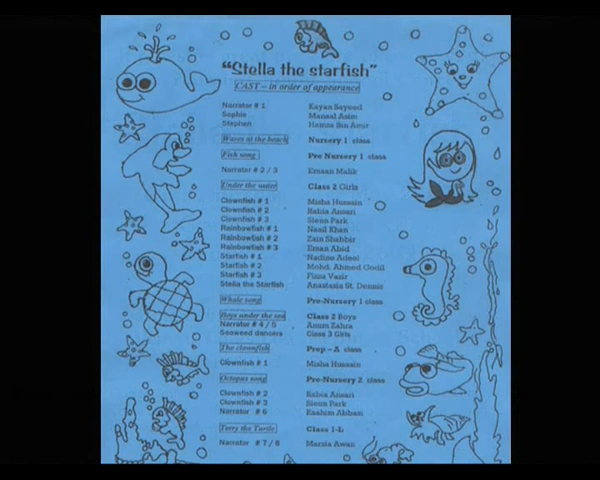 "Stella the starfish"
CAST – in order of appearance
Narrator # 1 Kayan Sayeed
Sophie Manaal Asim
Stephen Hamza Bin Amir
Waves at the beach Nursery 1 class
Fish song Pre Nursery 1 class
Narrator # 2 / 3 Emaan Malik
Under the water Class 2 Girls
Clownfish # 1 Misha Hussain
Clownfish # 2 Rabia Ansari
Clownfish # 3 Sieun Park
Rainbowfish # 1 Nasil Khan
Rainbowfish # 2 Zain Shabbir
Rainbowfish # 3 Eman Abid
Starfish # 1 Nadine Adeel
Starfish # 2 Mohd. Ahmed Godil
Starfish # 3 Fizza Vazir
Stella the Starfish Anastasia St. Dennis
Whale song Pre-Nursery 1 class
Boys under the sea Class 2 Boys
Narrator # 4 / 5 Anum Zahra
Seaweed dancers Class 3 Girls
The clownfish Prep – A class
Clownfish # 1 Misha Hussain
Octopus song Pre-Nursery 2 class
Clownfish # 2 Rabia Ansari
Clownfish # 3 Sieun Park
Narrator # 6 Raahim Abbasi
Terry the Turtle Class 1-L
Narrator # 7 / 8 Marzia Awan